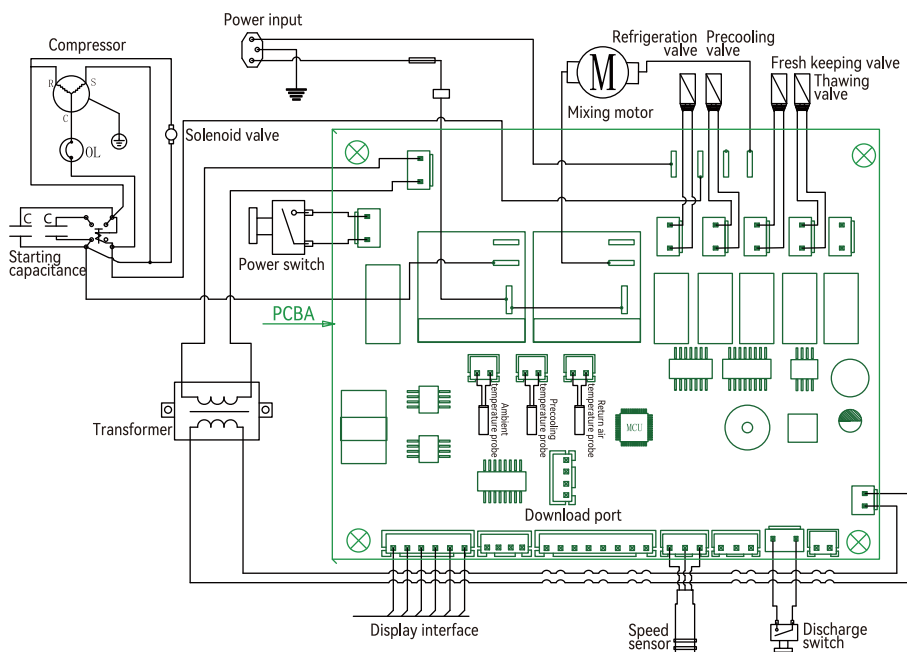 Power input
Compressor
Refrigeration
valve
Precooling
valve
Fresh keeping valve
Thawing
valve
R
S
C
OL
M
Mixing motor
Solenoid valve
C
C
Starting
capacitance
Power switch
PCBA
Ambient
temperature probe
Precooling
temperature probe
Return air
temperature probe
MCU
Transformer
Download port
Display interface
Speed
sensor
Discharge
switch